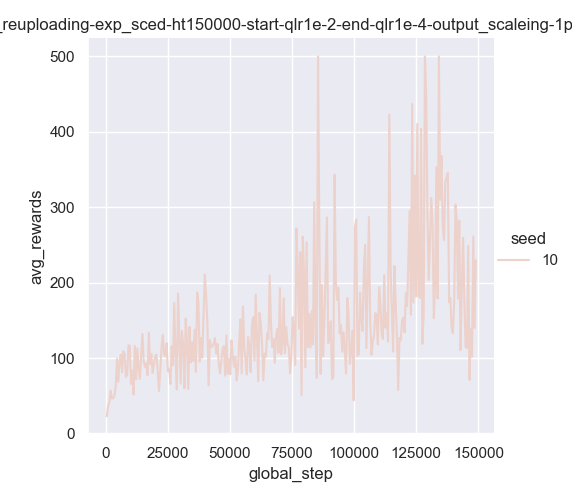 _reuploading-exp_sced-ht150000-start-qlr1e-2-end-qlr1e-4-output_scaleing-1p
500
400
300
200
100
0
avg_rewards
0 25000 50000 75000 100000 125000 150000
global_step
seed
10